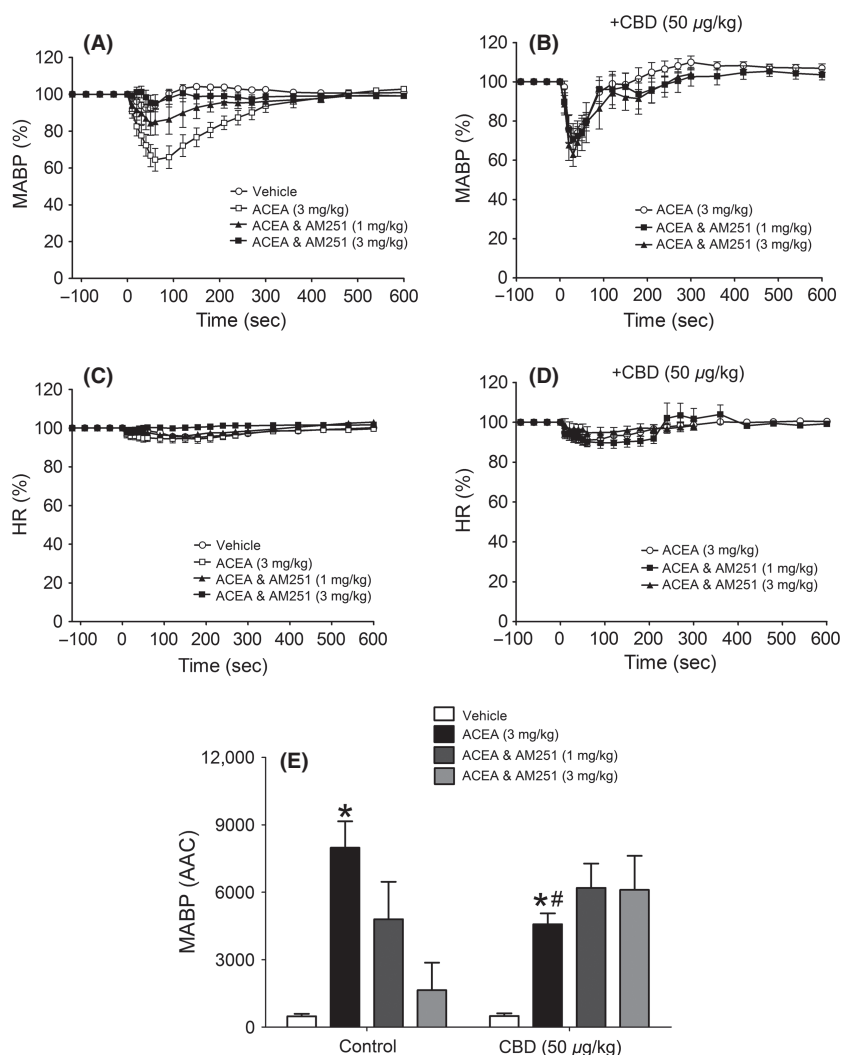 (A)
120
100
80
60
40
20
0
MABP (%)
Vehicle
ACEA (3 mg/kg)
ACEA & AM251 (1 mg/kg)
ACEA & AM251 (3 mg/kg)
–100 0 100 200 300 400 500 600
Time (sec)
+CBD (50 µg/kg)
(B)
120
100
80
60
40
20
0
MABP (%)
ACEA (3 mg/kg)
ACEA & AM251 (1 mg/kg)
ACEA & AM251 (3 mg/kg)
–100 0 100 200 300 400 500 600
Time (sec)
(C)
120
100
80
60
40
20
0
HR (%)
Vehicle
ACEA (3 mg/kg)
ACEA & AM251 (1 mg/kg)
ACEA & AM251 (3 mg/kg)
–100 0 100 200 300 400 500 600
Time (sec)
+CBD (50 µg/kg)
(D)
120
100
80
60
40
20
0
HR (%)
ACEA (3 mg/kg)
ACEA & AM251 (1 mg/kg)
ACEA & AM251 (3 mg/kg)
–100 0 100 200 300 400 500 600
Time (sec)
Vehicle
ACEA (3 mg/kg)
ACEA & AM251 (1 mg/kg)
ACEA & AM251 (3 mg/kg)
(E)
12,000
9000
6000
3000
0
MABP (AAC)
*
*#
Control CBD (50 µg/kg)